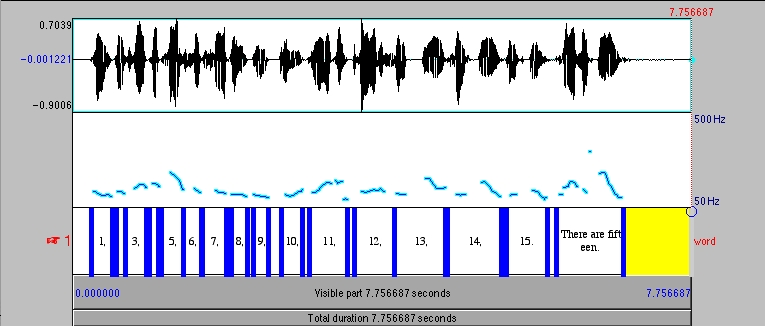 7.756687
0.7039
-0.001221
-0.9006
500 Hz
50 Hz
1 1, 3, 5, 6, 7, 8, 9, 10, 11, 12, 13, 14, 15. There are fift
een. word
0.000000 Visible part 7.756687 seconds 7.756687
Total duration 7.756687 seconds